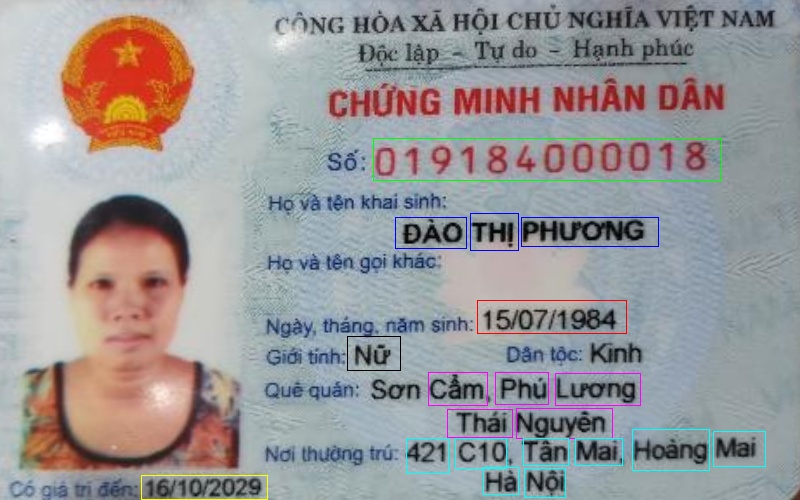 CỘNG HÒA XÃ HỘI CHỦ NGHĨA VIỆT NAM
Độc lập - Tự do - Hạnh phúc
CHỨNG MINH NHÂN DÂN
Số: 019184000018
Họ và tên khai sinh:
ĐÀO THỊ PHƯƠNG
Họ và tên gọi khác:
Ngày, tháng, năm sinh: 15/07/1984
Giới tính: Nữ Dân tộc: Kinh
Quê quán: Sơn Cẩm, Phú Lương
Thái Nguyên
Nơi thường trú: 421 C10, Tân Mai, Hoàng Mai
Hà Nội
Có giá trị đến: 16/10/2029